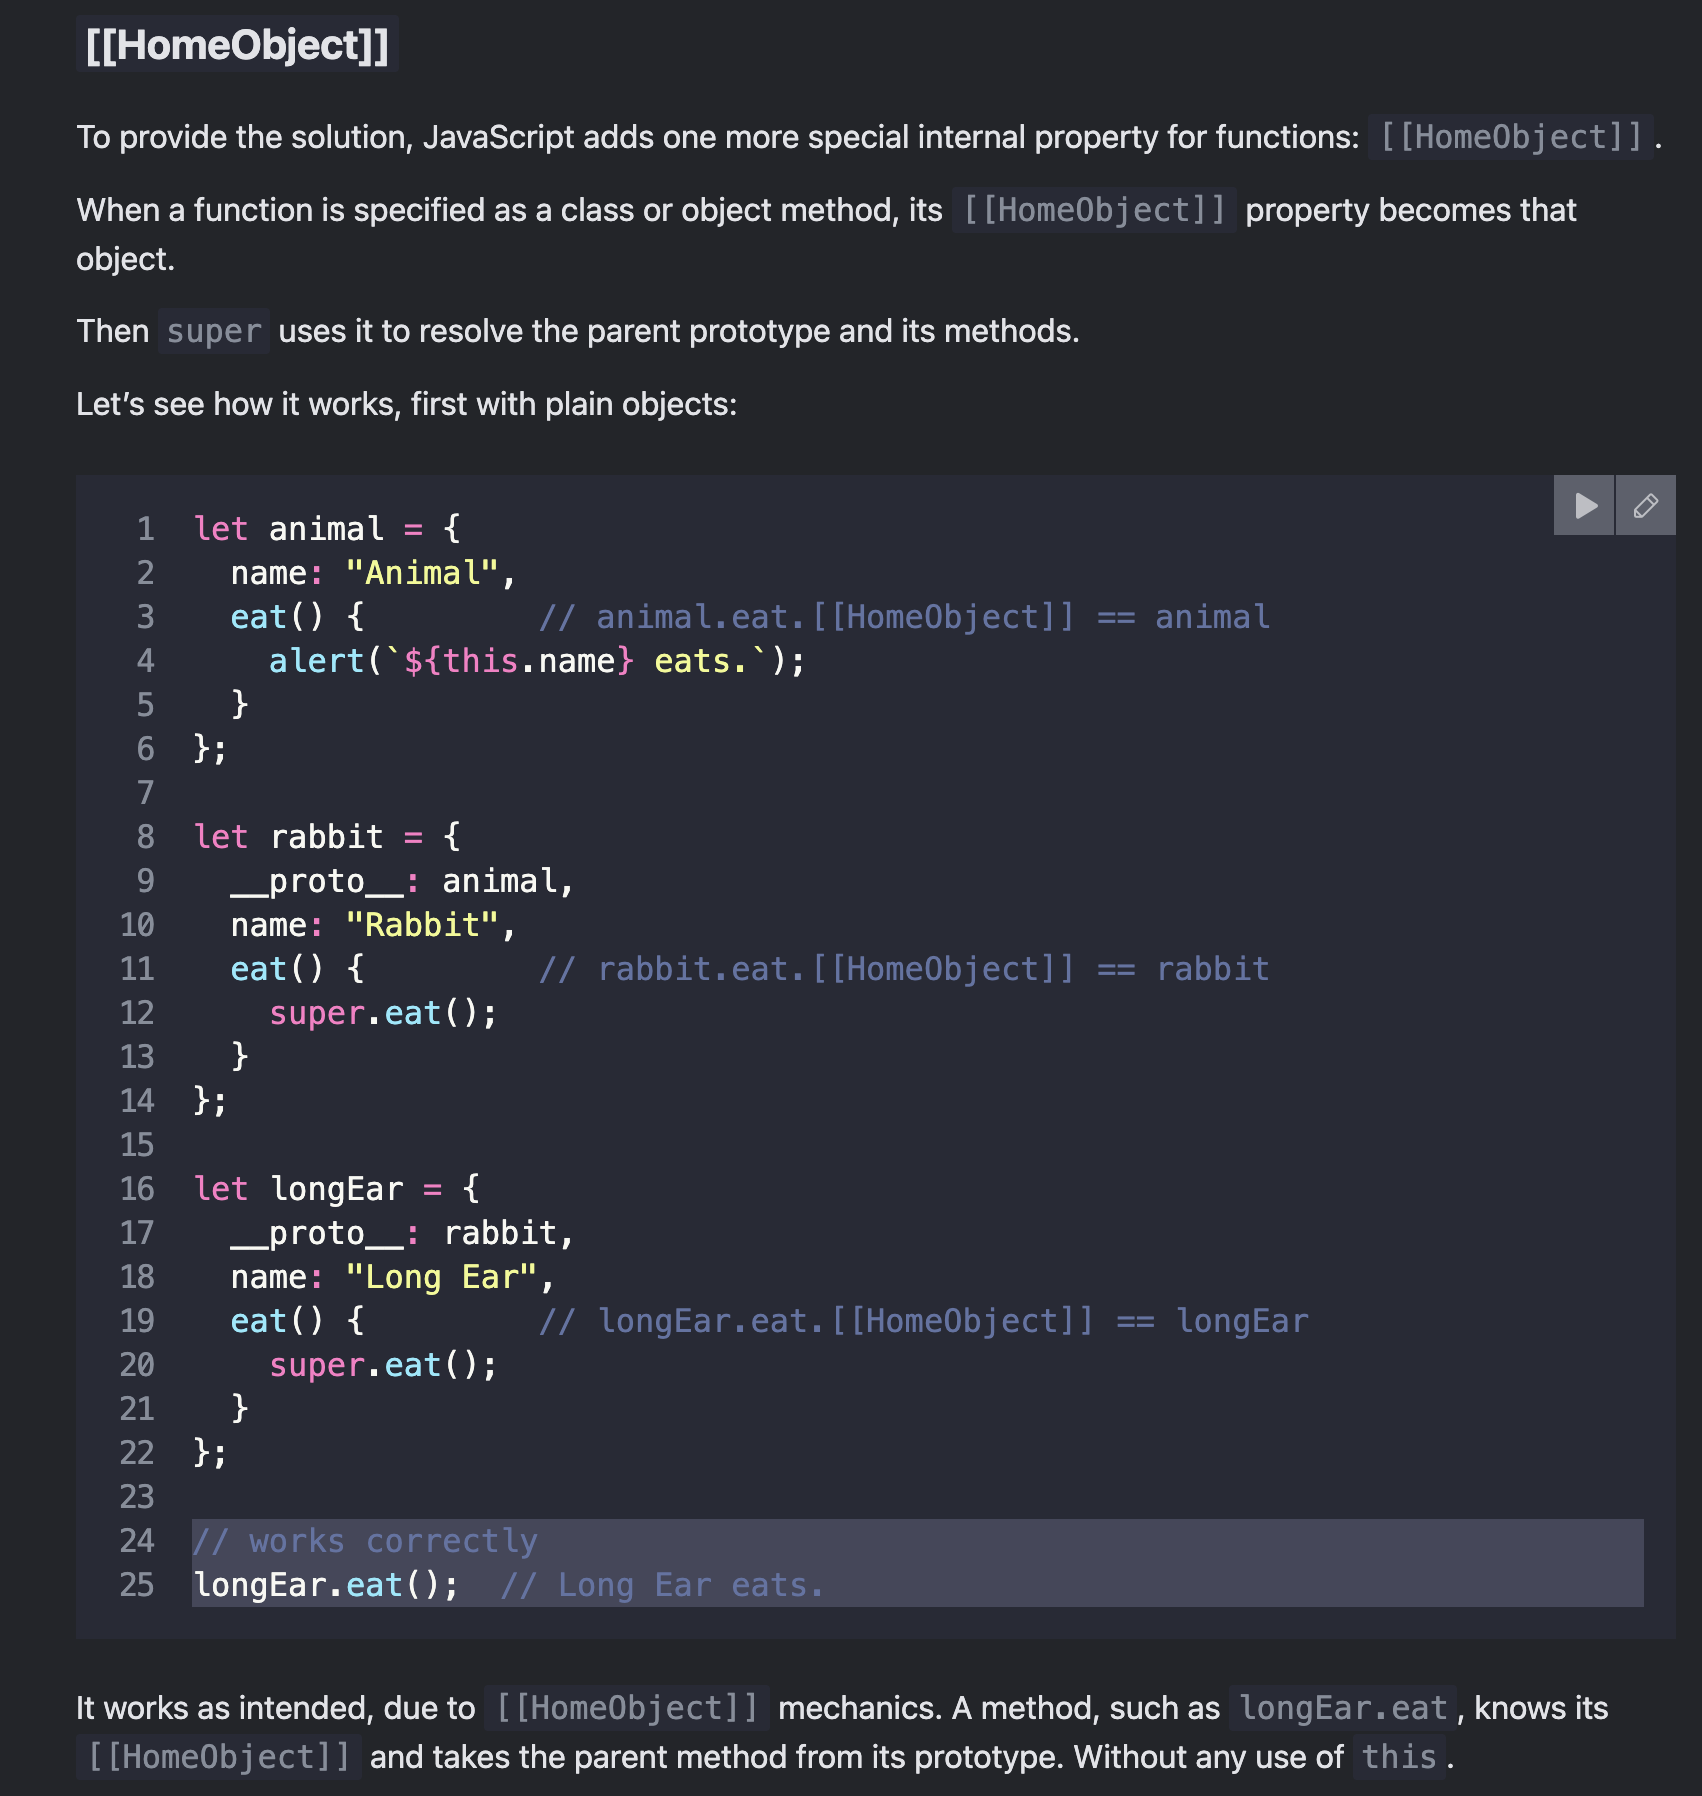 [[HomeObject]]
To provide the solution, JavaScript adds one more special internal property for functions: [[HomeObject]].
When a function is specified as a class or object method, its [[HomeObject]] property becomes that
object.
Then super uses it to resolve the parent prototype and its methods.
Let’s see how it works, first with plain objects:
1 let animal = {
2   name: "Animal",
3   eat() {         // animal.eat.[[HomeObject]] == animal
4     alert(`${this.name} eats.`);
5   }
6 };
7
8 let rabbit = {
9   __proto__: animal,
10   name: "Rabbit",
11   eat() {         // rabbit.eat.[[HomeObject]] == rabbit
12     super.eat();
13   }
14 };
15
16 let longEar = {
17   __proto__: rabbit,
18   name: "Long Ear",
19   eat() {         // longEar.eat.[[HomeObject]] == longEar
20     super.eat();
21   }
22 };
23
24 // works correctly
25 longEar.eat();  // Long Ear eats.
It works as intended, due to [[HomeObject]] mechanics. A method, such as longEar.eat, knows its
[[HomeObject]] and takes the parent method from its prototype. Without any use of this.